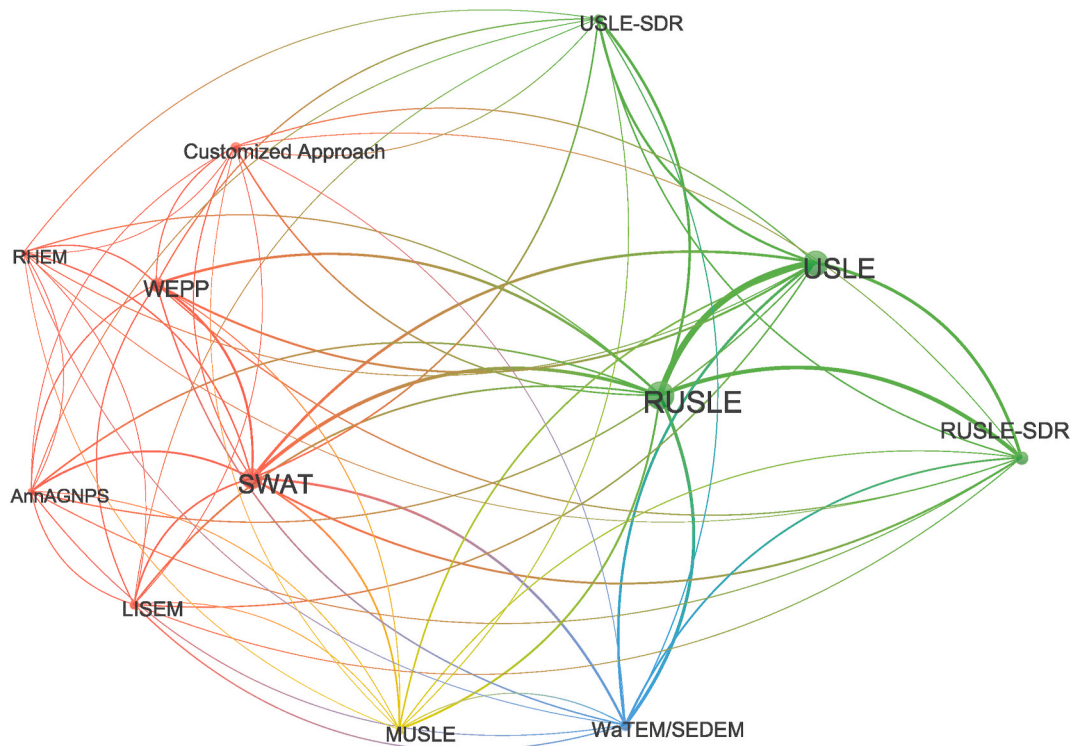 USLE-SDR
Customized Approach
RHEM
WEPP
USLE
RUSLE
RUSLE-SDR
SWAT
AnnAGNPS
LISEM
MUSLE
WaTEM/SEDEM